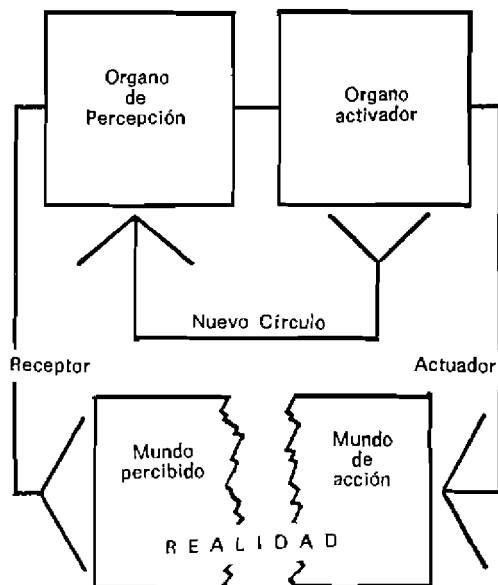 Organo
de
Percepción
Organo
activador
Nuevo Círculo
Receptor
Actuador
Mundo
percibido
Mundo
de
acción
REALIDAD